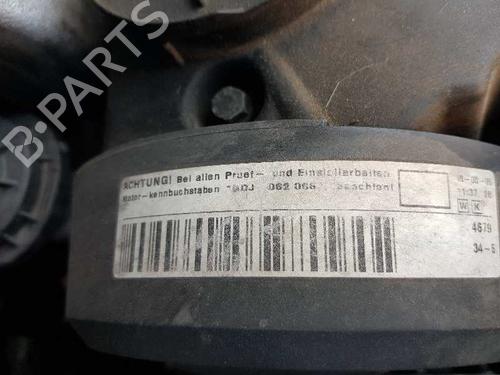 B-PARTS
ACHTUNG! Bei allen Pruef- und Einstellarbeiten
Motor-kennbuchstaben 062 066 beachten!
W K
4679
34-5